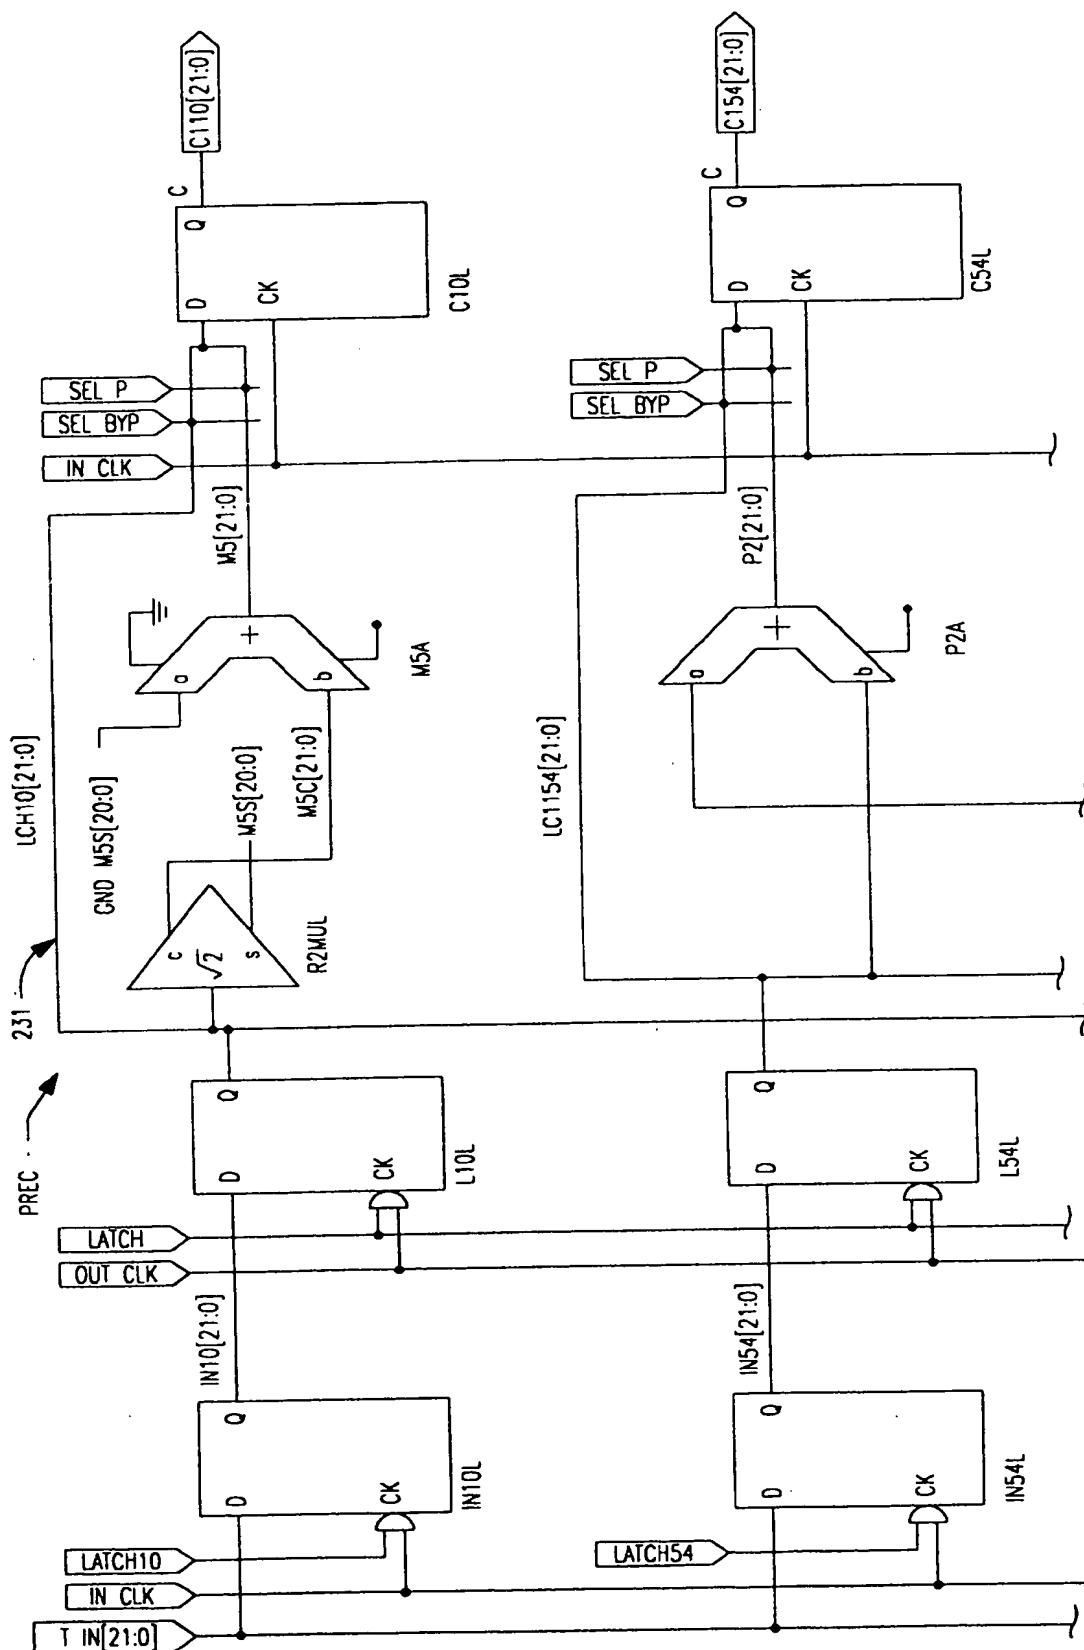 C110[21:0]
C154[21:0]
C
Q
D
CK
C10L
C
Q
D
CK
C54L
SEL P
SEL BYP
IN CLK
SEL P
SEL BYP
M5[21:0]
P2[21:0]
LCH10[21:0]
a
+
b
M5A
LC1154[21:0]
a
+
b
P2A
GND M5S[20:0]
M5S[20:0]
M5C[21:0]
c
√2
s
R2MUL
231
PREC
Q
D
CK
L10L
Q
D
CK
L54L
LATCH
OUT CLK
IN10[21:0]
IN54[21:0]
Q
D
CK
IN10L
Q
D
CK
IN54L
LATCH10
LATCH54
IN CLK
T IN[21:0]